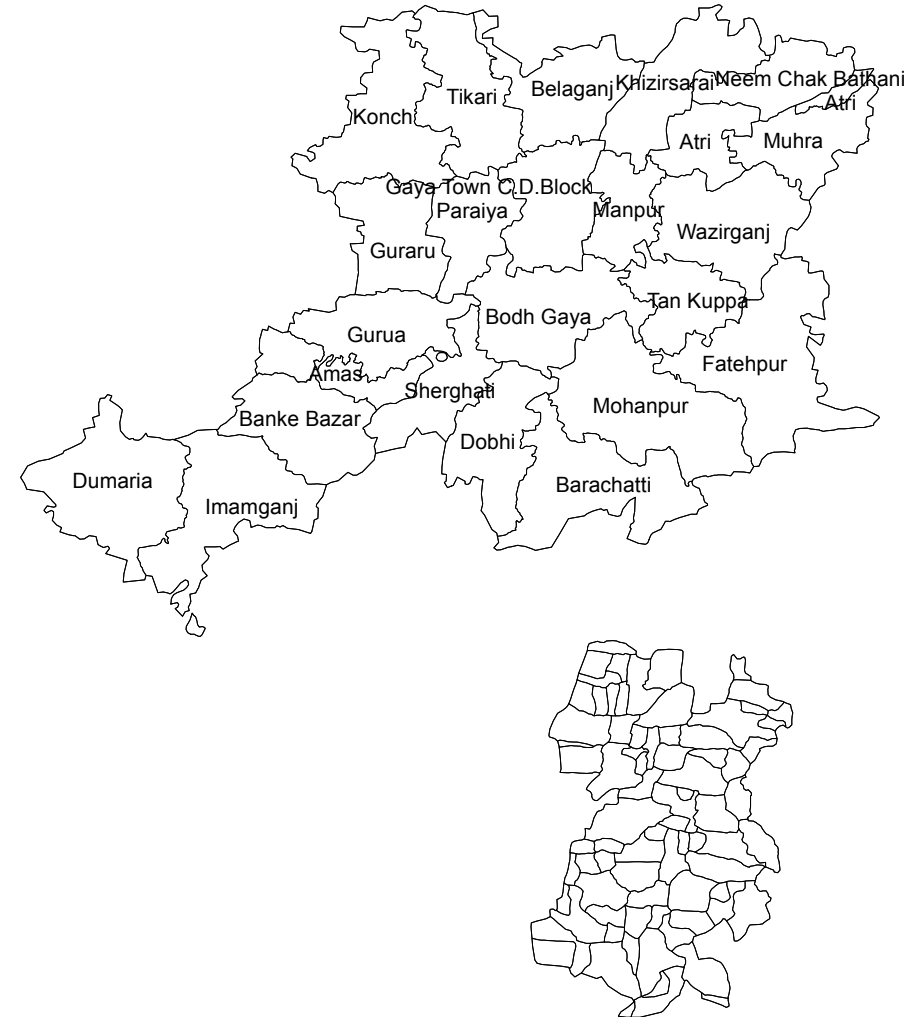 Neem Chak Bathani
Khizirsarai
Belaganj
Tikari
Atri
Konch
Atri
Muhra
Gaya Town C.D.Block
Paraiya
Manpur
Wazirganj
Guraru
Tan Kuppa
Bodh Gaya
Gurua
Fatehpur
Amas
Sherghati
Mohanpur
Banke Bazar
Dobhi
Dumaria
Barachatti
Imamganj